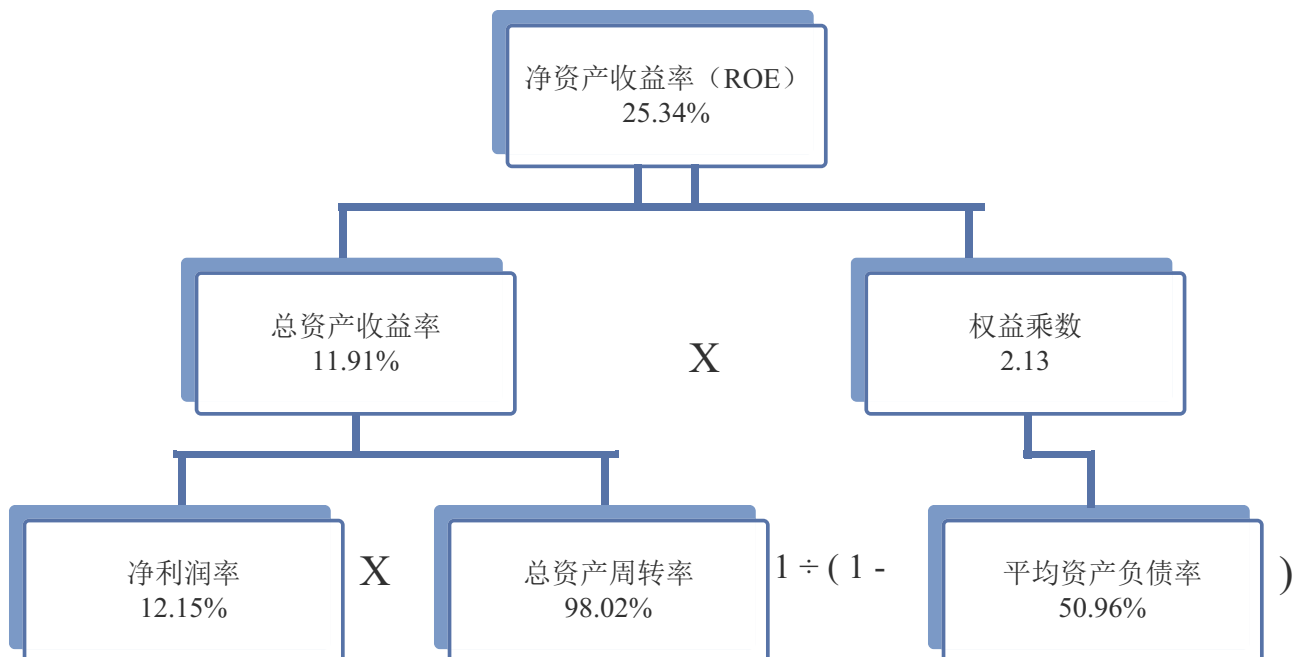 净资产收益率（ROE）
25.34%
总资产收益率
11.91%
X
权益乘数
2.13
净利润率
12.15%
X
总资产周转率
98.02%
1 ÷ ( 1 -
平均资产负债率
50.96%
)